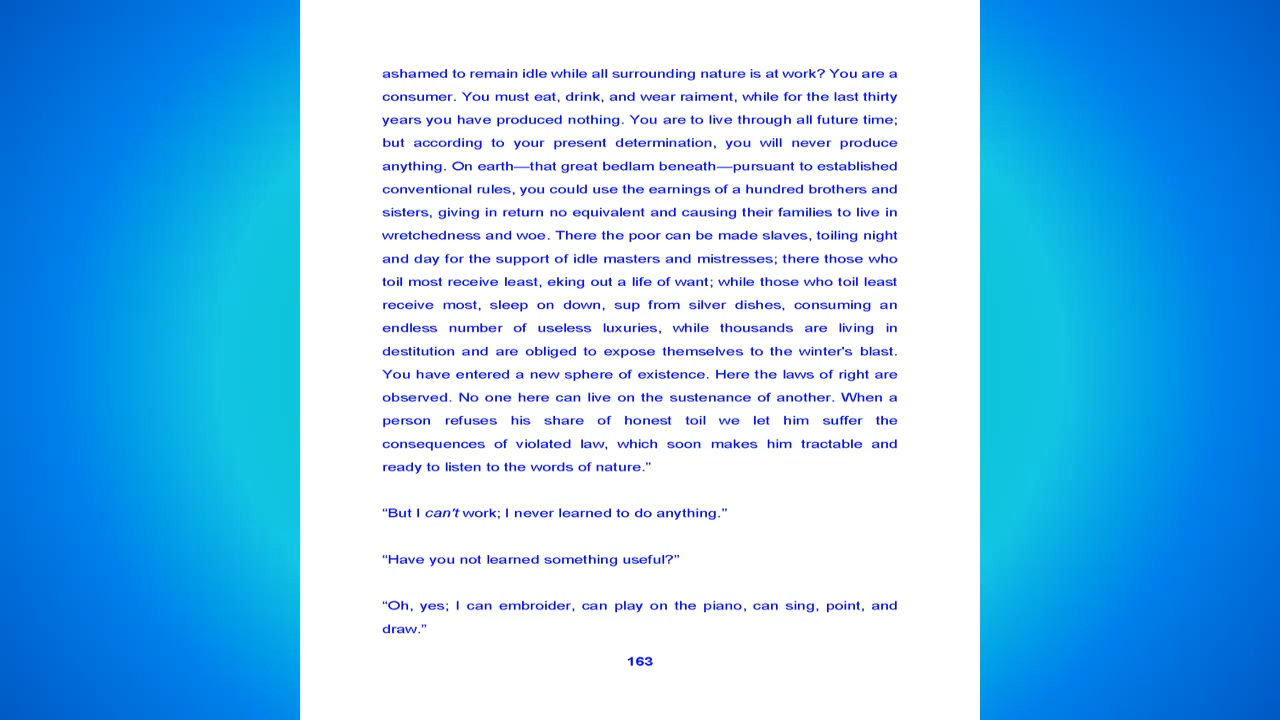 ashamed to remain idle while all surrounding nature is at work? You are a
consumer. You must eat, drink, and wear raiment, while for the last thirty
years you have produced nothing. You are to live through all future time;
but according to your present determination, you will never produce
anything. On earth—that great bedlam beneath—pursuant to established
conventional rules, you could use the earnings of a hundred brothers and
sisters, giving in return no equivalent and causing their families to live in
wretchedness and woe. There the poor can be made slaves, toiling night
and day for the support of idle masters and mistresses; there those who
toil most receive least, eking out a life of want; while those who toil least
receive most, sleep on down, sup from silver dishes, consuming an
endless number of useless luxuries, while thousands are living in
destitution and are obliged to expose themselves to the winter's blast.
You have entered a new sphere of existence. Here the laws of right are
observed. No one here can live on the sustenance of another. When a
person refuses his share of honest toil we let him suffer the
consequences of violated law, which soon makes him tractable and
ready to listen to the words of nature.”
“But I can't work; I never learned to do anything.”
“Have you not learned something useful?”
“Oh, yes; I can embroider, can play on the piano, can sing, point, and
draw.”
163